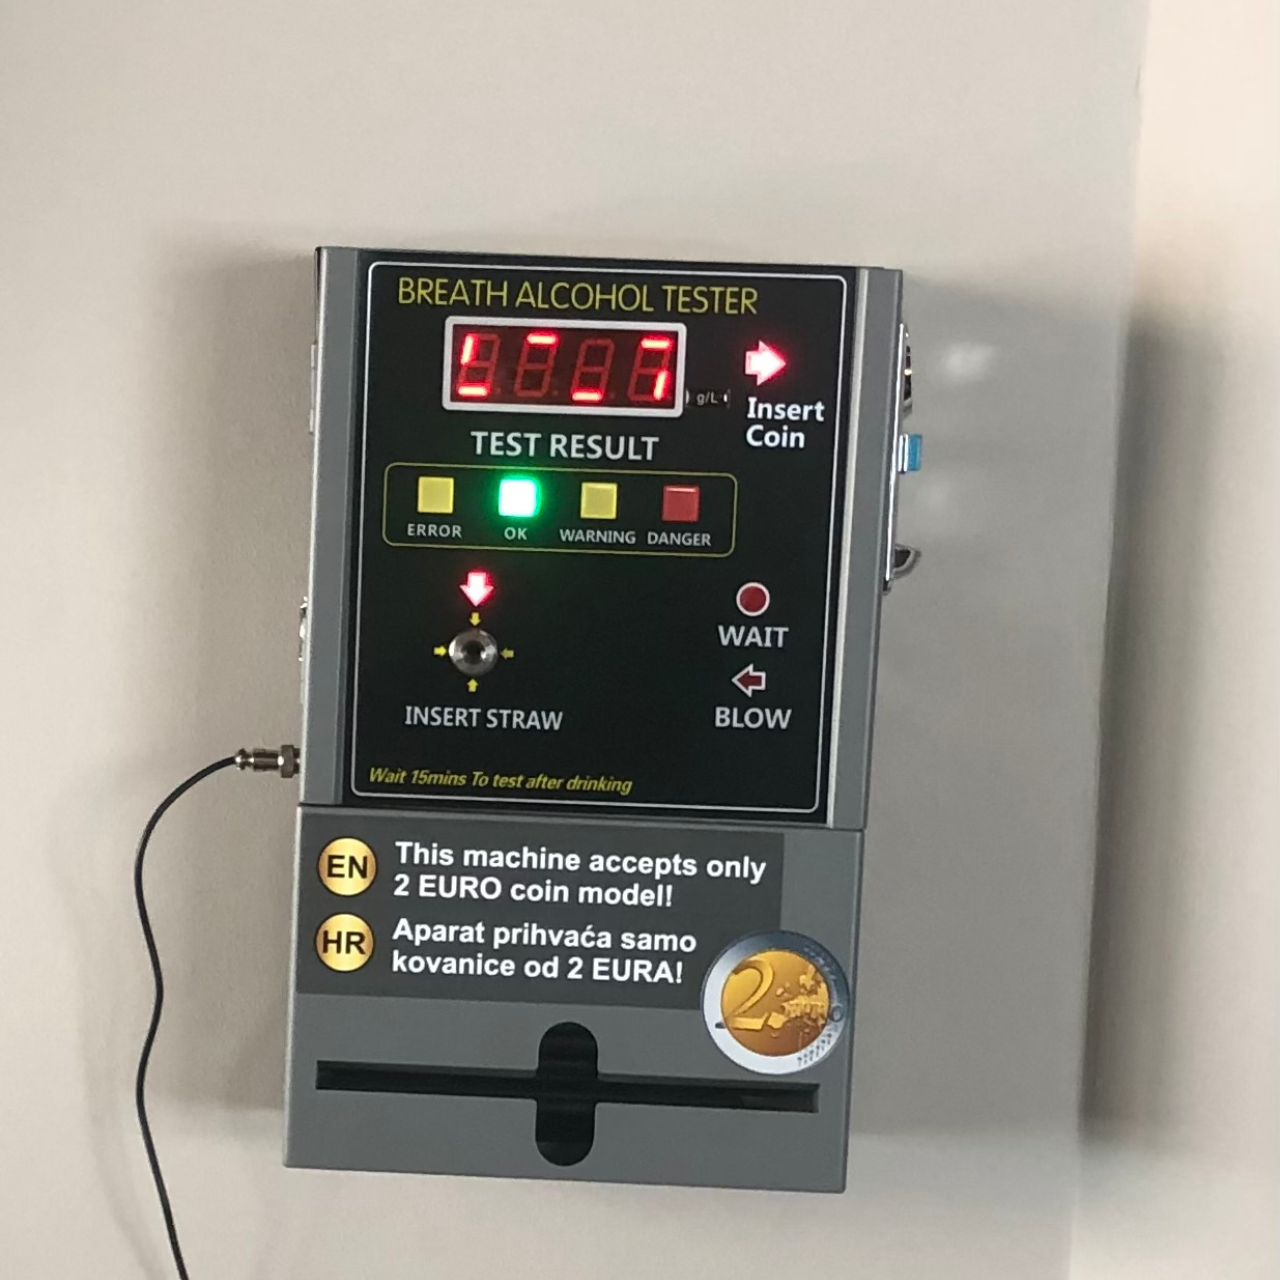 BREATH ALCOHOL TESTER
g/L
Insert
Coin
TEST RESULT
ERROR
OK
WARNING
DANGER
WAIT
BLOW
INSERT STRAW
Wait 15mins To test after drinking
EN
This machine accepts only
2 EURO coin model!
HR
Aparat prihvaća samo
kovanice od 2 EURA!
2